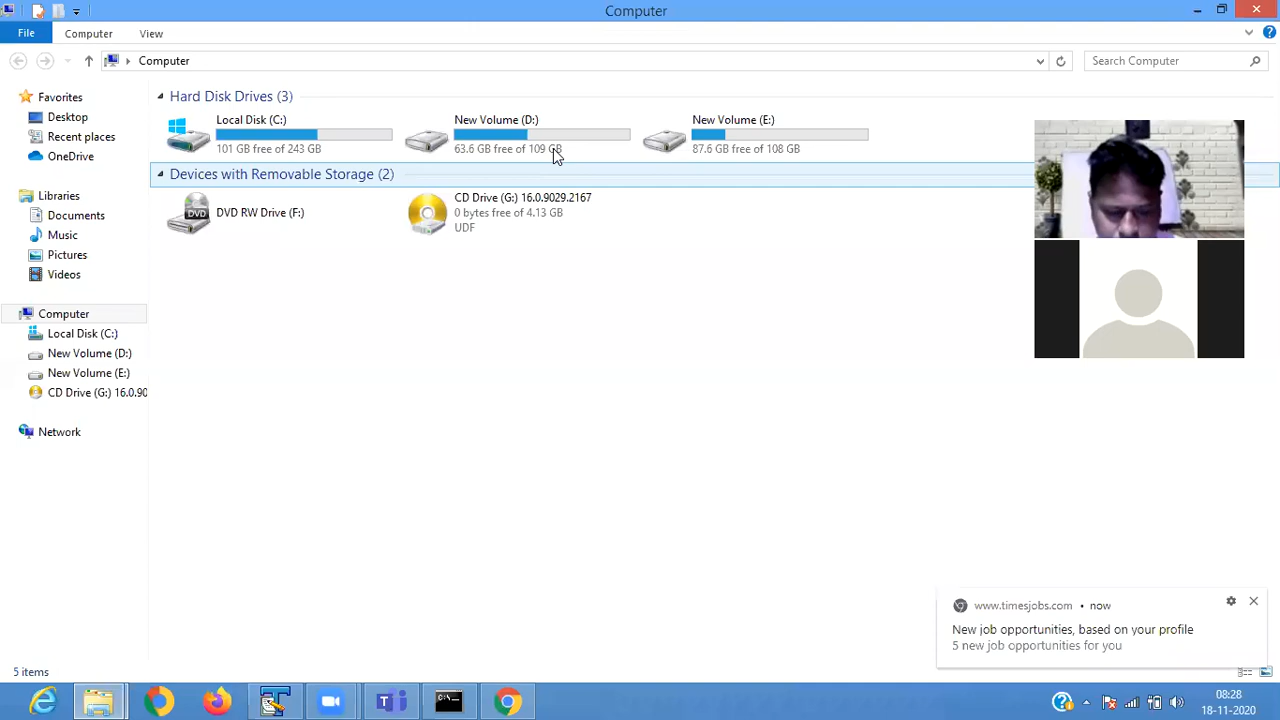 Computer
File
Computer
View
Computer
Search Computer
Favorites
Desktop
Recent places
OneDrive
Libraries
Documents
Music
Pictures
Videos
Computer
Local Disk (C:)
New Volume (D:)
New Volume (E:)
CD Drive (G:) 16.0.90
Network
Hard Disk Drives (3)
Local Disk (C:)
101 GB free of 243 GB
New Volume (D:)
63.6 GB free of 109 GB
New Volume (E:)
87.6 GB free of 108 GB
Devices with Removable Storage (2)
DVD
DVD RW Drive (F:)
CD Drive (G:) 16.0.9029.2167
0 bytes free of 4.13 GB
UDF
www.timesjobs.com • now
New job opportunities, based on your profile
5 new job opportunities for you
5 items
08:28
18-11-2020